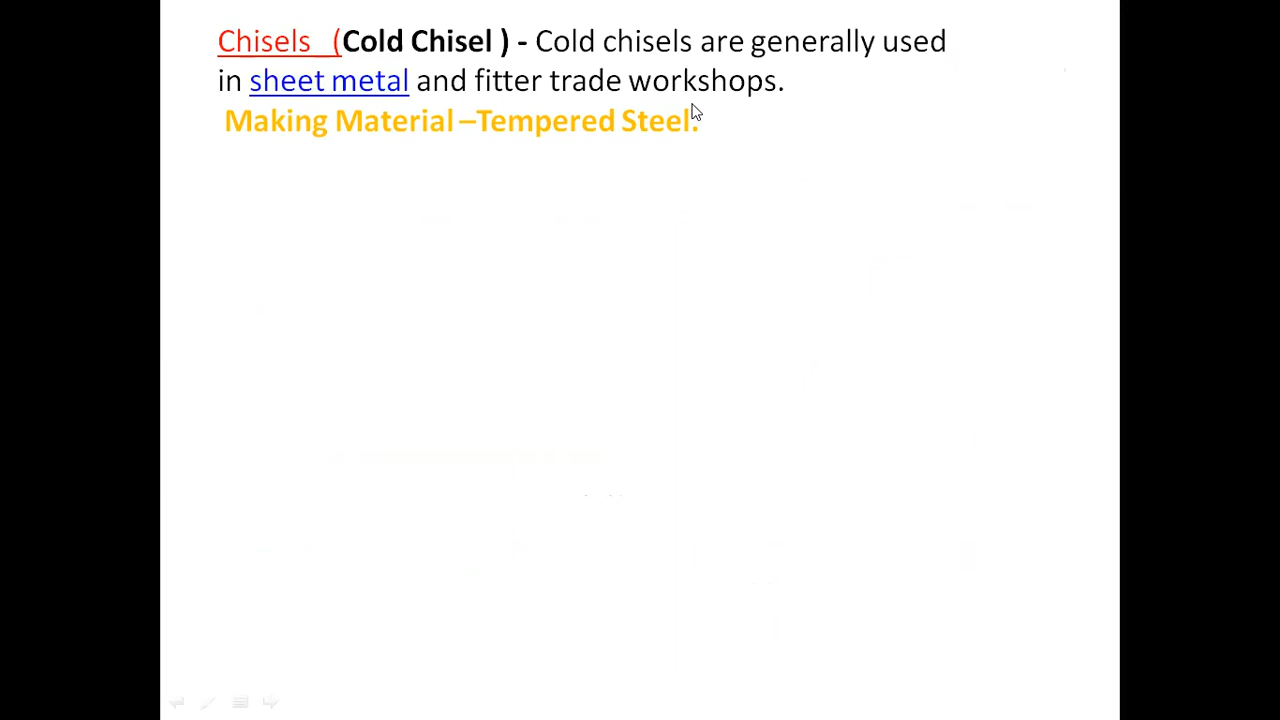 Chisels (Cold Chisel ) - Cold chisels are generally used
in sheet metal and fitter trade workshops.
Making Material –Tempered Steel.